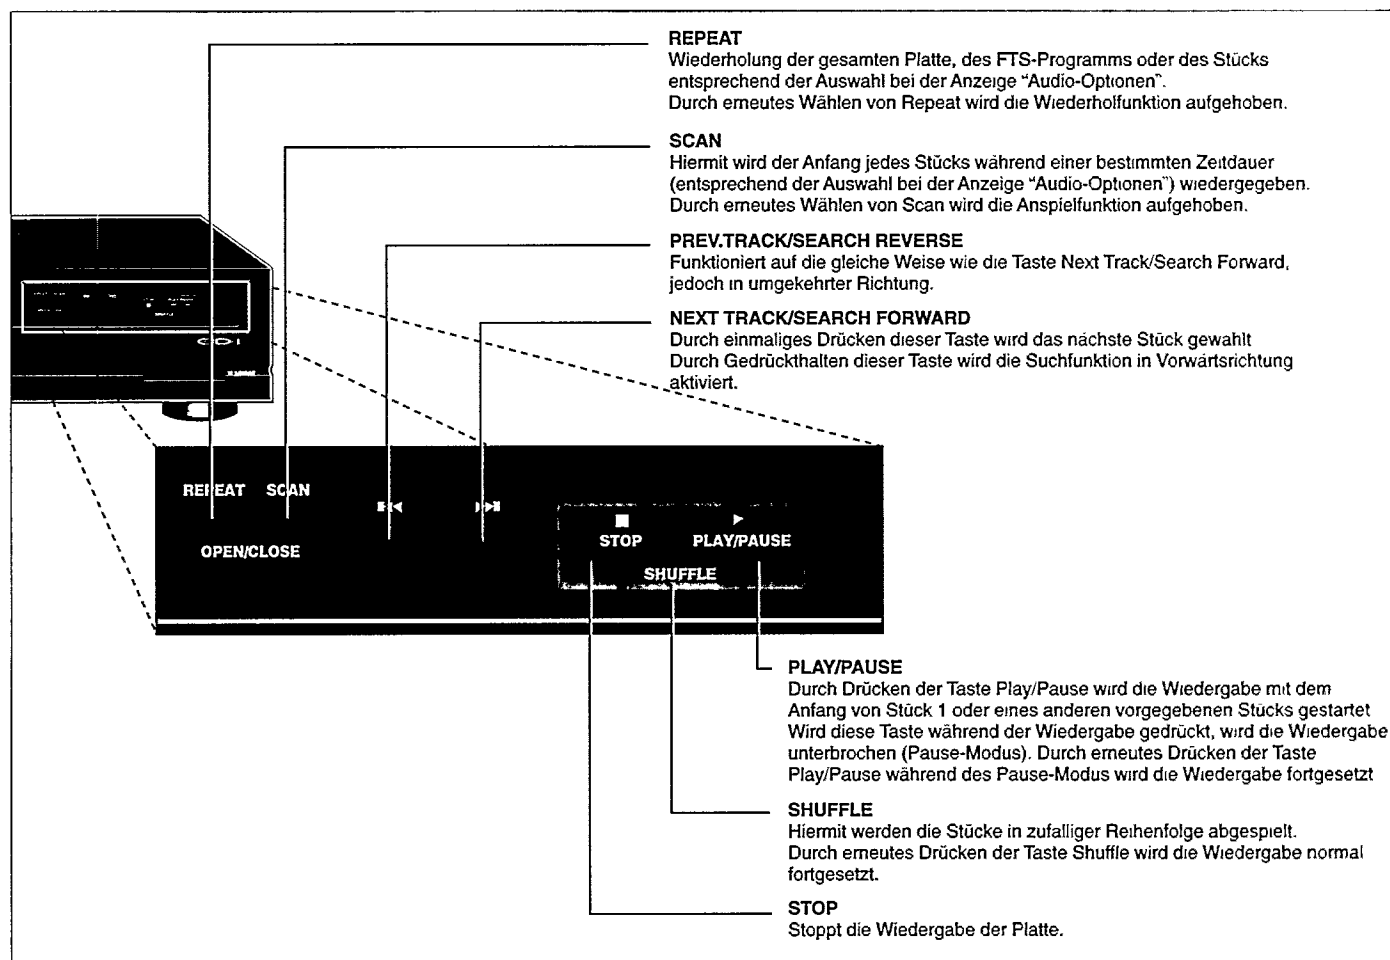 REPEAT
Wiederholung der gesamten Platte, des FTS-Programms oder des Stücks
entsprechend der Auswahl bei der Anzeige "Audio-Optionen".
Durch erneutes Wählen von Repeat wird die Wiederholfunktion aufgehoben.
SCAN
Hiermit wird der Anfang jedes Stücks während einer bestimmten Zeitdauer
(entsprechend der Auswahl bei der Anzeige "Audio-Optionen") wiedergegeben.
Durch erneutes Wählen von Scan wird die Anspielfunktion aufgehoben.
PREV.TRACK/SEARCH REVERSE
Funktioniert auf die gleiche Weise wie die Taste Next Track/Search Forward,
jedoch in umgekehrter Richtung.
NEXT TRACK/SEARCH FORWARD
Durch einmaliges Drücken dieser Taste wird das nächste Stück gewählt
Durch Gedrückthalten dieser Taste wird die Suchfunktion in Vorwärtsrichtung
aktiviert.
REPEAT SCAN
OPEN/CLOSE
STOP PLAY/PAUSE
SHUFFLE
PLAY/PAUSE
Durch Drücken der Taste Play/Pause wird die Wiedergabe mit dem
Anfang von Stück 1 oder eines anderen vorgegebenen Stücks gestartet
Wird diese Taste während der Wiedergabe gedrückt, wird die Wiedergabe
unterbrochen (Pause-Modus). Durch erneutes Drücken der Taste
Play/Pause während des Pause-Modus wird die Wiedergabe fortgesetzt
SHUFFLE
Hiermit werden die Stücke in zufälliger Reihenfolge abgespielt.
Durch erneutes Drücken der Taste Shuffle wird die Wiedergabe normal
fortgesetzt.
STOP
Stoppt die Wiedergabe der Platte.